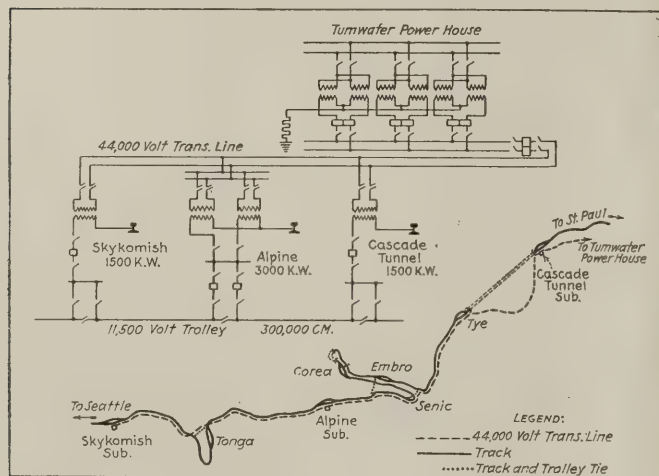 Tumwater Power House
44,000 Volt Trans. Line
Skykomish
1500 K.W.
Alpine
3000 K.W.
Cascade
Tunnel
1500 K.W.
11,500 Volt Trolley 300,000 CM.
To St. Paul
To Tumwater
Power House
Cascade
Tunnel
Sub.
Tye
Corea
Embro
Senic
To Seattle
Skykomish
Sub.
Tonga
Alpine
Sub.
LEGEND:
44,000 Volt Trans. Line
Track
Track and Trolley Tie